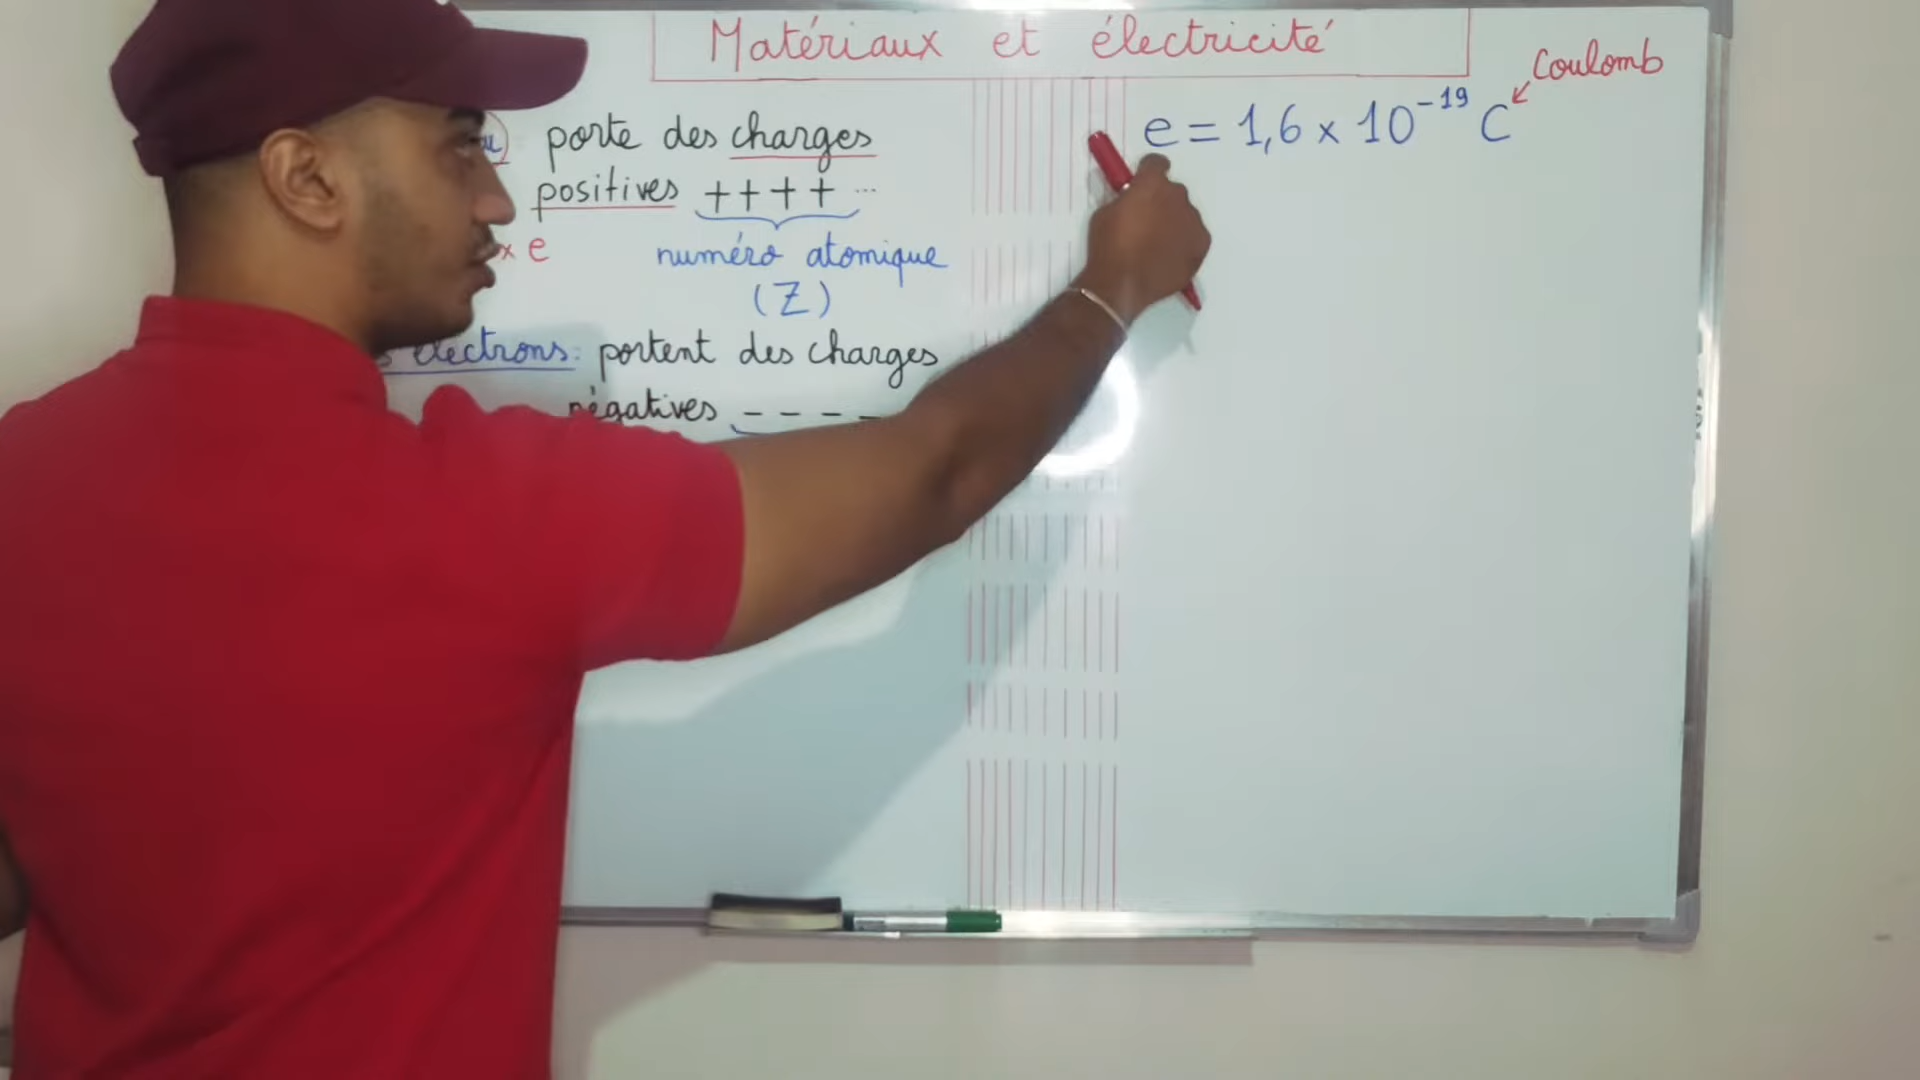 Matériaux et électricité
Coulomb
e = 1,6 x 10⁻¹⁹ C
porte des charges
positives ++++ ...
x e
numéro atomique
(Z)
électrons: portent des charges
négatives - - - -